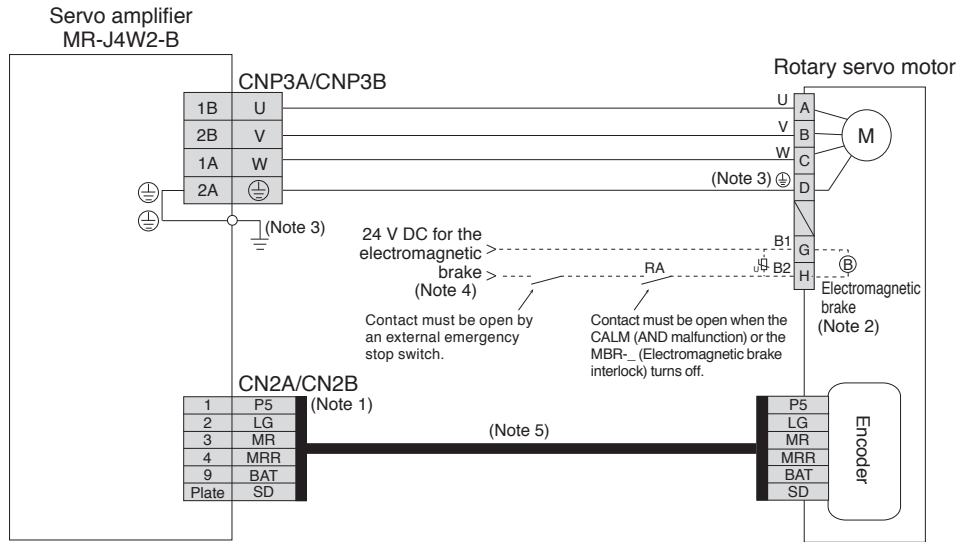 Servo amplifier
MR-J4W2-B
Rotary servo motor
CNP3A/CNP3B
1B U
2B V
1A W
2A
(Note 3)
U A
V B
W C
(Note 3) D
M
24 V DC for the
electromagnetic
brake
(Note 4)
B1 G
RA
U B2 H
B
Electromagnetic
brake
(Note 2)
Contact must be open by
an external emergency
stop switch.
Contact must be open when the
CALM (AND malfunction) or the
MBR-_ (Electromagnetic brake
interlock) turns off.
CN2A/CN2B
(Note 1)
1 P5
2 LG
3 MR
4 MRR
9 BAT
Plate SD
(Note 5)
P5
LG
MR
MRR
BAT
SD
Encoder